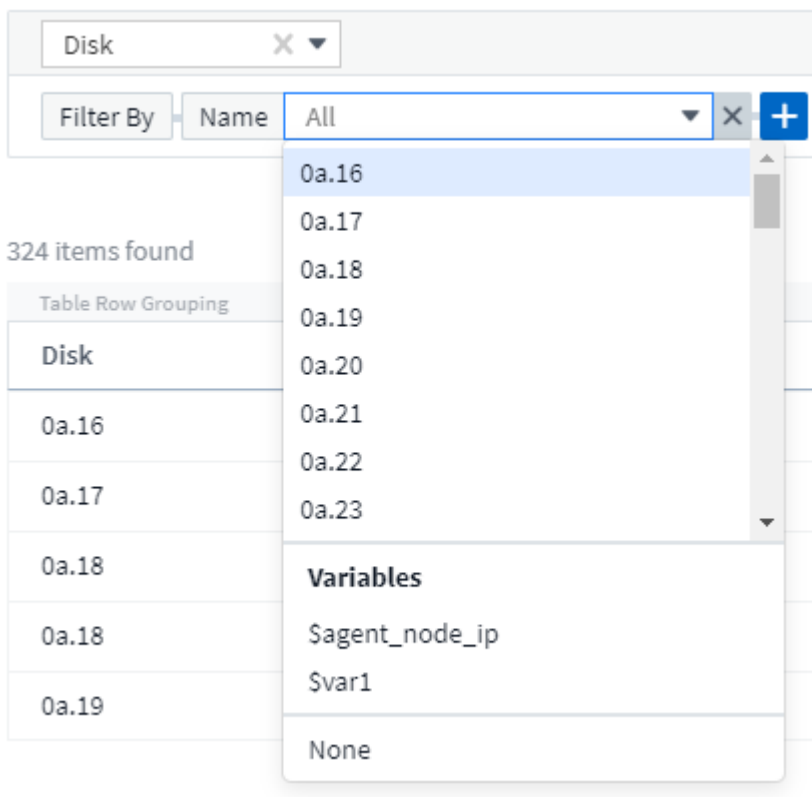 Disk
Filter By Name All
0a.16
0a.17
0a.18
0a.19
0a.20
0a.21
0a.22
0a.23
Variables
$agent_node_ip
$var1
None
324 items found
Table Row Grouping
Disk
0a.16
0a.17
0a.18
0a.18
0a.19